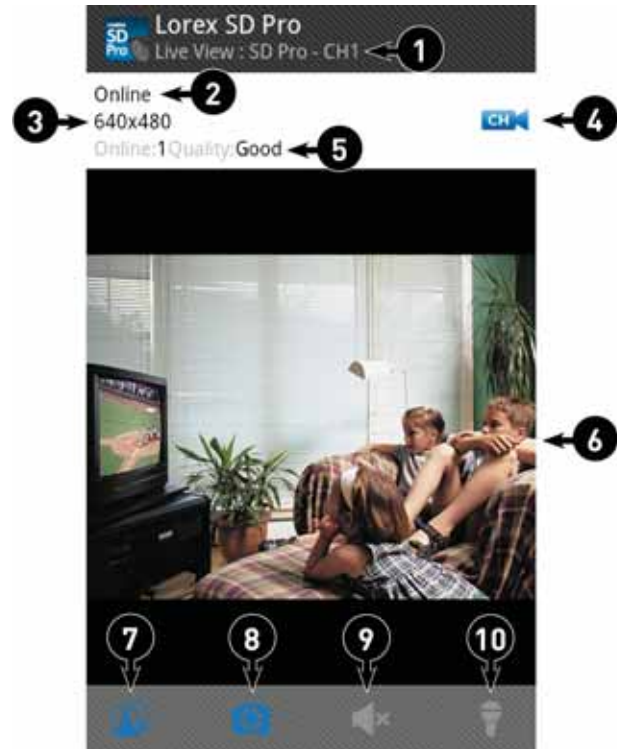 SD
Pro
Lorex SD Pro
Live View : SD Pro - CH1
1
Online
2
3
640x480
CH
4
Online:1 Quality:Good
5
6
7
8
9
10